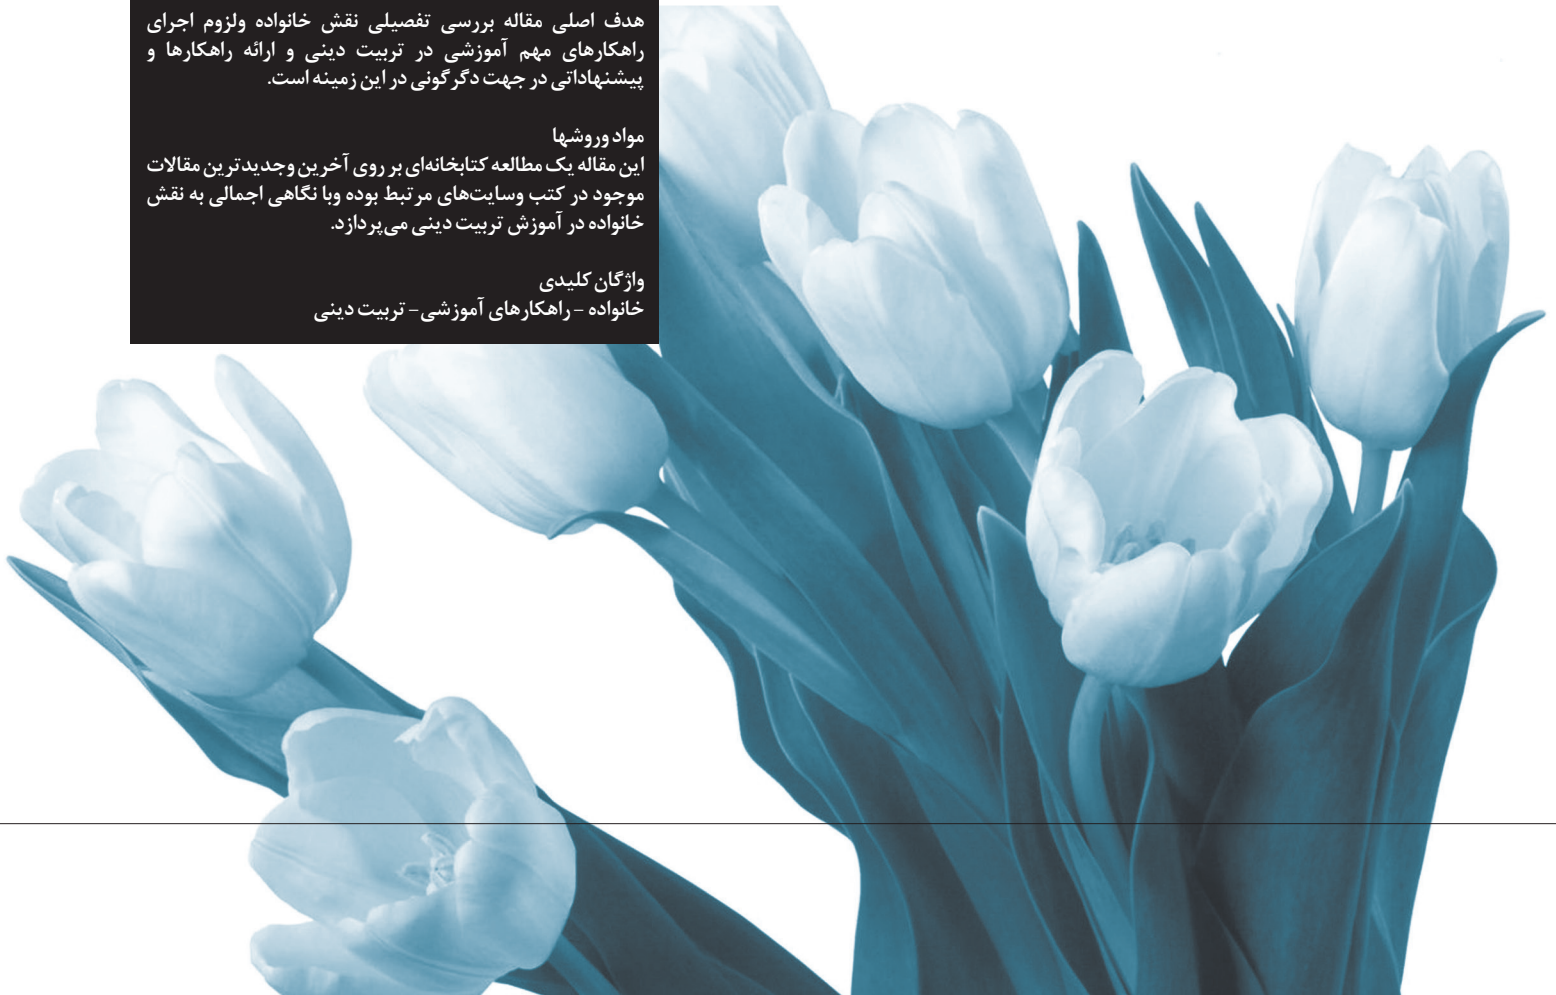 هدف اصلی مقاله بررسی تفصیلی نقش خانواده ولزوم اجرای
راهکارهای مهم آموزشی در تربیت دینی و ارائه راهکارها و
پیشنهاداتی در جهت دگرگونی در این زمینه است.
مواد وروشها
این مقاله یک مطالعه کتابخانه‌ای بر روی آخرین وجدیدترین مقالات
موجود در کتب وسایت‌های مرتبط بوده وبا نگاهی اجمالی به نقش
خانواده در آموزش تربیت دینی می‌پردازد.
واژگان کلیدی
خانواده - راهکارهای آموزشی- تربیت دینی